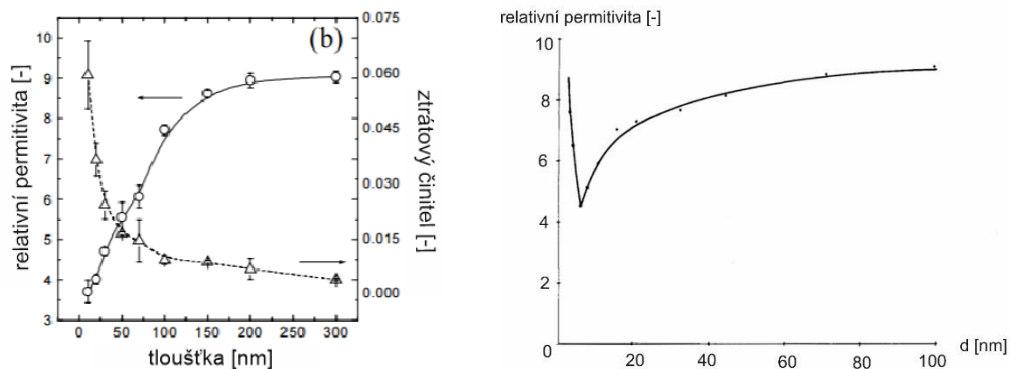 (b)
relativní permitivita [-]
10
9
8
7
6
5
4
3
0.075
0.060
0.045
0.030
0.015
0.000
ztrátový činitel [-]
0 50 100 150 200 250 300
tloušťka [nm]
relativní permitivita [-]
10
8
6
4
2
0
20 40 60 80 100 d [nm]